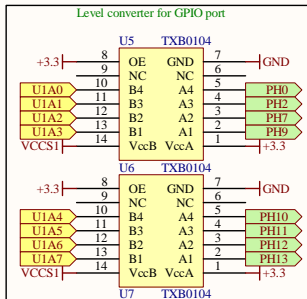 Level converter for GPIO port
U5 TXB0104
+3.3 8 OE GND 7 GND
9 NC NC 6
U1A0 10 B4 A4 5 PH0
U1A1 11 B3 A3 4 PH2
U1A2 12 B2 A2 3 PH7
U1A3 13 B1 A1 2 PH9
VCCS1 14 VccB VccA 1 +3.3
U6 TXB0104
+3.3 8 OE GND 7 GND
9 NC NC 6
U1A4 10 B4 A4 5 PH10
U1A5 11 B3 A3 4 PH11
U1A6 12 B2 A2 3 PH12
U1A7 13 B1 A1 2 PH13
VCCS1 14 VccB VccA 1 +3.3
U7 TXB0104